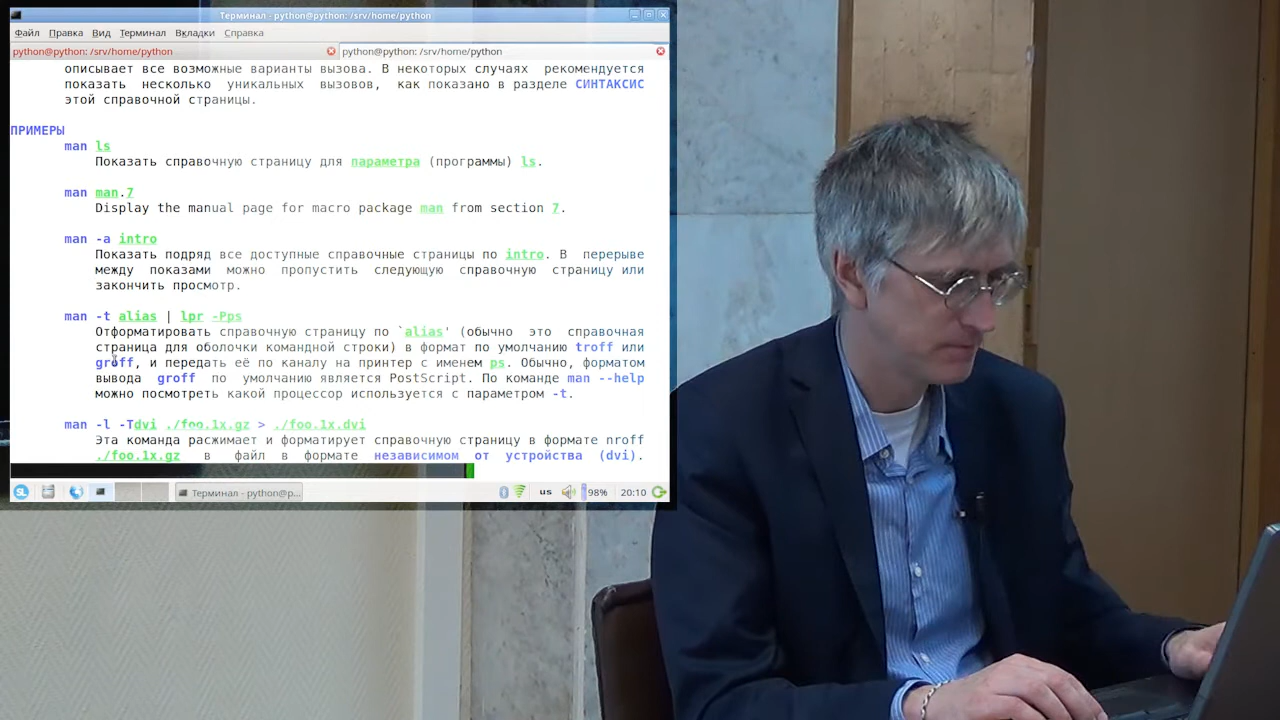 Терминал - python@python: /srv/home/python
Файл Правка Вид Терминал Вкладки Справка
python@python: /srv/home/python python@python: /srv/home/python
описывает все возможные варианты вызова. В некоторых случаях рекомендуется
показать несколько уникальных вызовов, как показано в разделе СИНТАКСИС
этой справочной страницы.
ПРИМЕРЫ
man ls
Показать справочную страницу для параметра (программы) ls.
man man.7
Display the manual page for macro package man from section 7.
man -a intro
Показать подряд все доступные справочные страницы по intro. В перерыве
между показами можно пропустить следующую справочную страницу или
закончить просмотр.
man -t alias | lpr -Pps
Отформатировать справочную страницу по `alias' (обычно это справочная
страница для оболочки командной строки) в формат по умолчанию troff или
groff, и передать её по каналу на принтер с именем ps. Обычно, форматом
вывода groff по умолчанию является PostScript. По команде man --help
можно посмотреть какой процессор используется с параметром -t.
man -l -Tdvi ./foo.1x.gz > ./foo.1x.dvi
Эта команда расжимает и форматирует справочную страницу в формате nroff
./foo.1x.gz в файл в формате независимом от устройства (dvi).
Терминал - python@p... us 98% 20:10